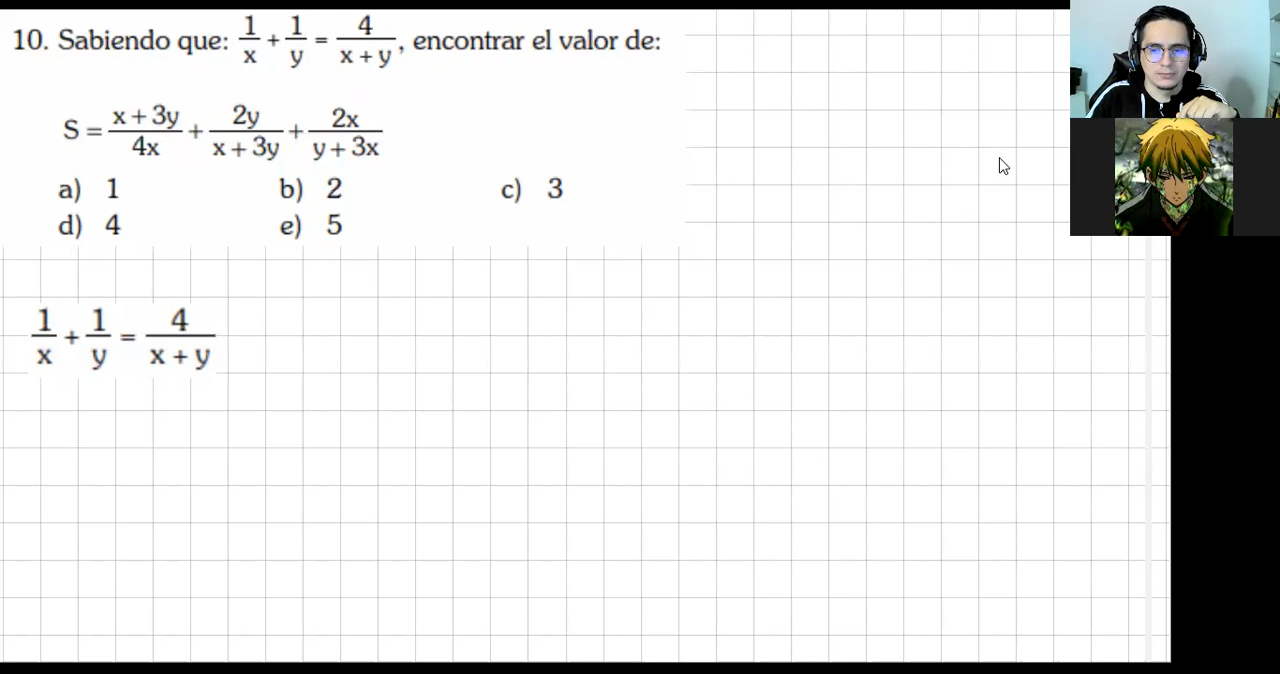 10. Sabiendo que: 1/x + 1/y = 4/(x + y), encontrar el valor de:
S = (x + 3y)/4x + 2y/(x + 3y) + 2x/(y + 3x)
a) 1 b) 2 c) 3
d) 4 e) 5
1/x + 1/y = 4/(x + y)